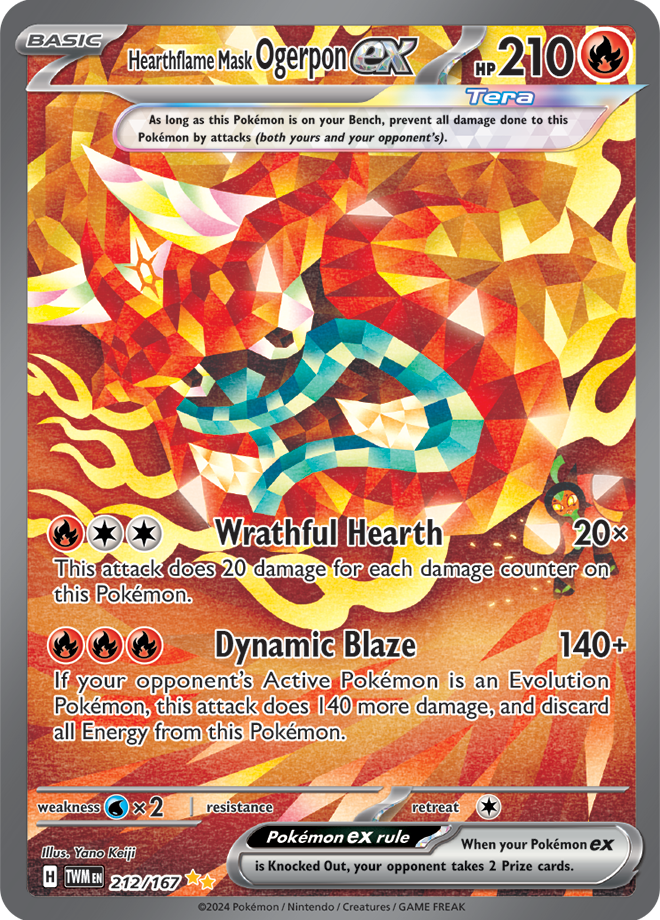 BASIC
Hearthflame Mask Ogerpon ex HP 210
Tera
As long as this Pokémon is on your Bench, prevent all damage done to this
Pokémon by attacks (both yours and your opponent's).
Wrathful Hearth 20×
This attack does 20 damage for each damage counter on
this Pokémon.
Dynamic Blaze 140+
If your opponent's Active Pokémon is an Evolution
Pokémon, this attack does 140 more damage, and discard
all Energy from this Pokémon.
weakness ×2 resistance retreat
Illus. Yano Keiji
Pokémon ex rule When your Pokémon ex
is Knocked Out, your opponent takes 2 Prize cards.
H TWM EN 212/167
©2024 Pokémon / Nintendo / Creatures / GAME FREAK